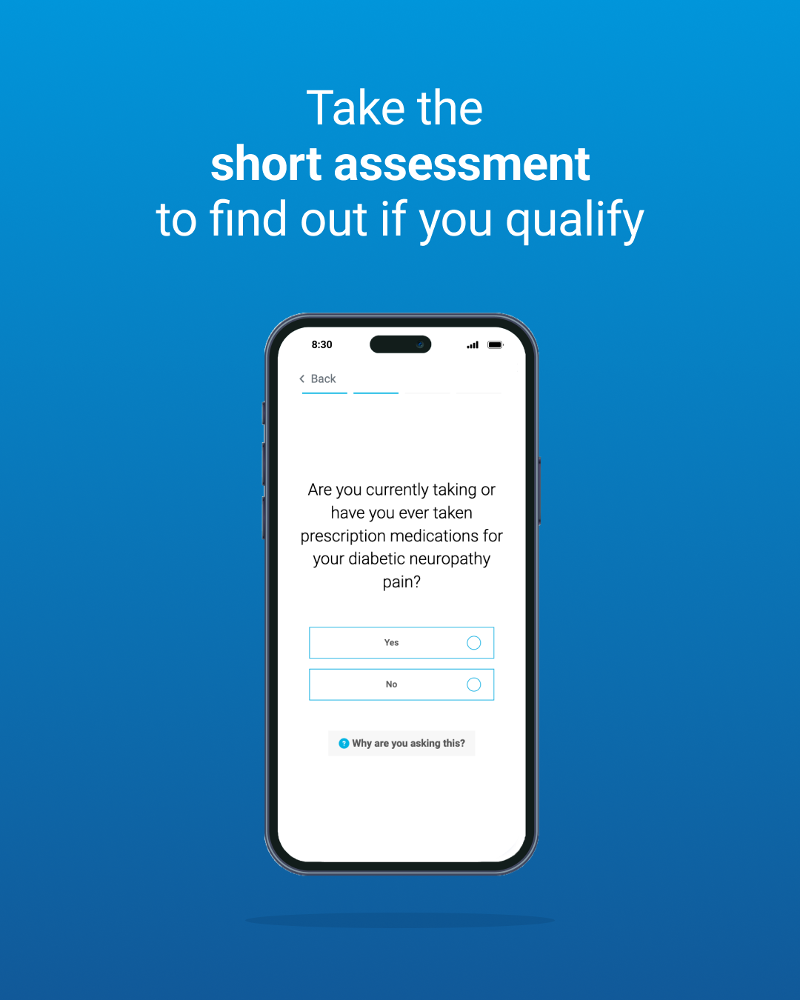 Take the
short assessment
to find out if you qualify
8:30
Back
Are you currently taking or
have you ever taken
prescription medications for
your diabetic neuropathy
pain?
Yes
No
? Why are you asking this?